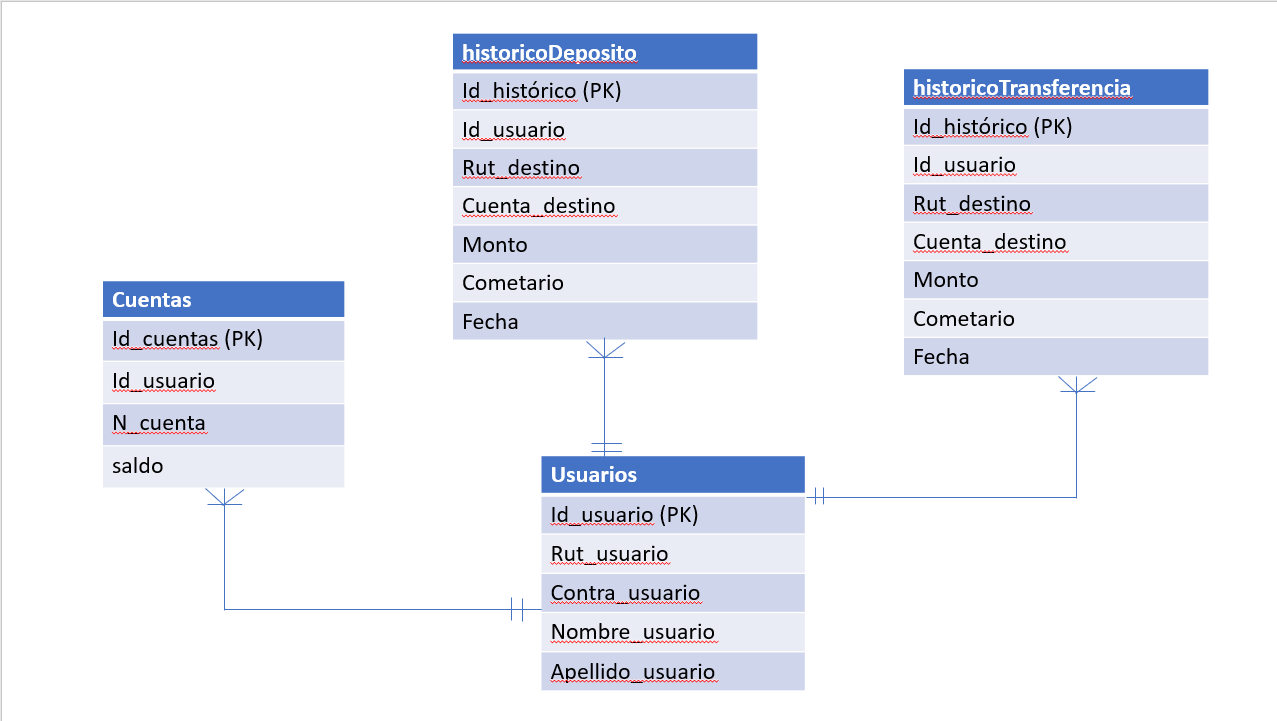 historicoDeposito
Id_histórico (PK)
Id_usuario
Rut_destino
Cuenta_destino
Monto
Cometario
Fecha
historicoTransferencia
Id_histórico (PK)
Id_usuario
Rut_destino
Cuenta_destino
Monto
Cometario
Fecha
Cuentas
Id_cuentas (PK)
Id_usuario
N_cuenta
saldo
Usuarios
Id_usuario (PK)
Rut_usuario
Contra_usuario
Nombre_usuario
Apellido_usuario